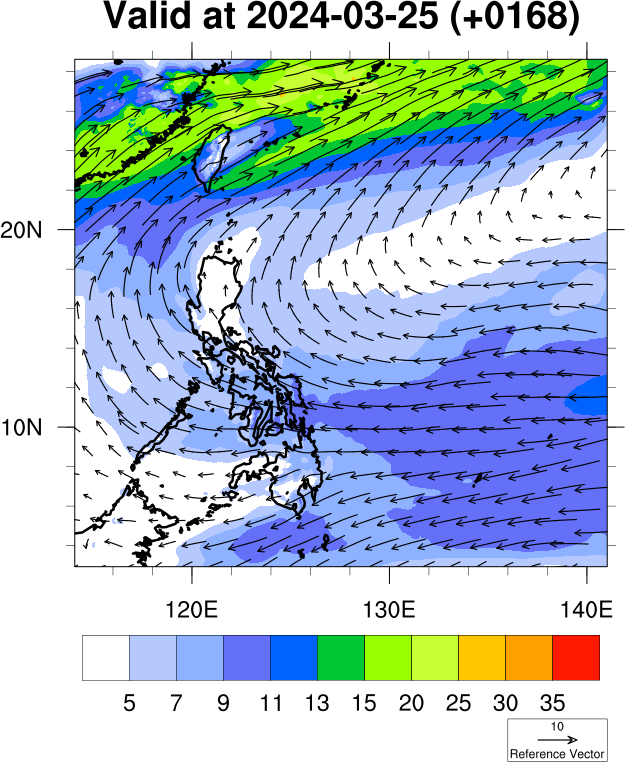 Valid at 2024-03-25 (+0168)
20N
10N
120E 130E 140E
5 7 9 11 13 15 20 25 30 35
10
Reference Vector